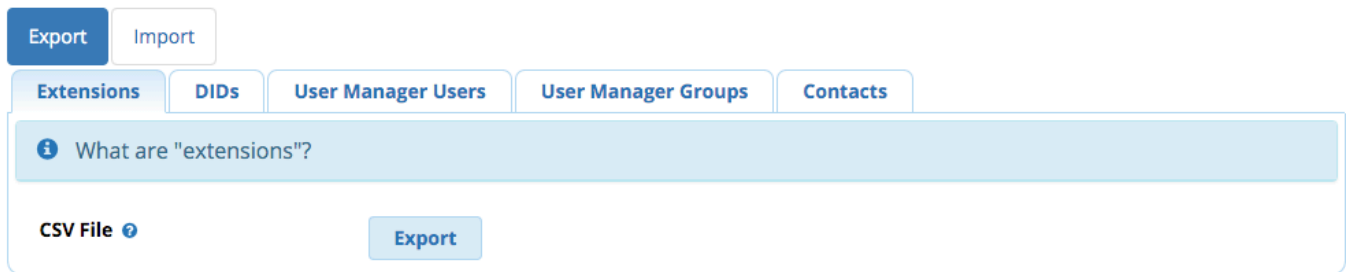 Export Import
Extensions DIDs User Manager Users User Manager Groups Contacts
What are "extensions"?
CSV File Export